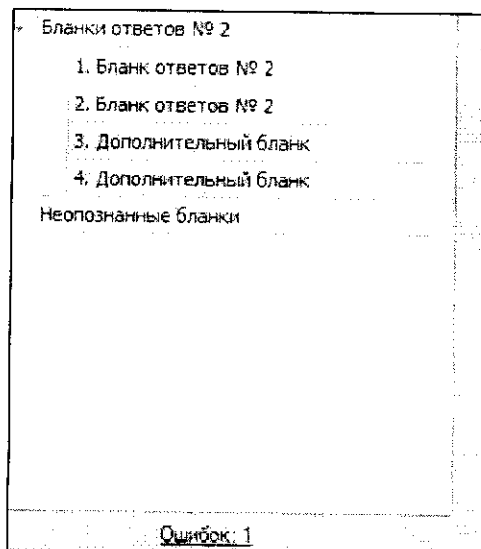 Бланки ответов № 2
1. Бланк ответов № 2
2. Бланк ответов № 2
3. Дополнительный бланк
4. Дополнительный бланк
Неопознанные бланки
Ошибок: 1